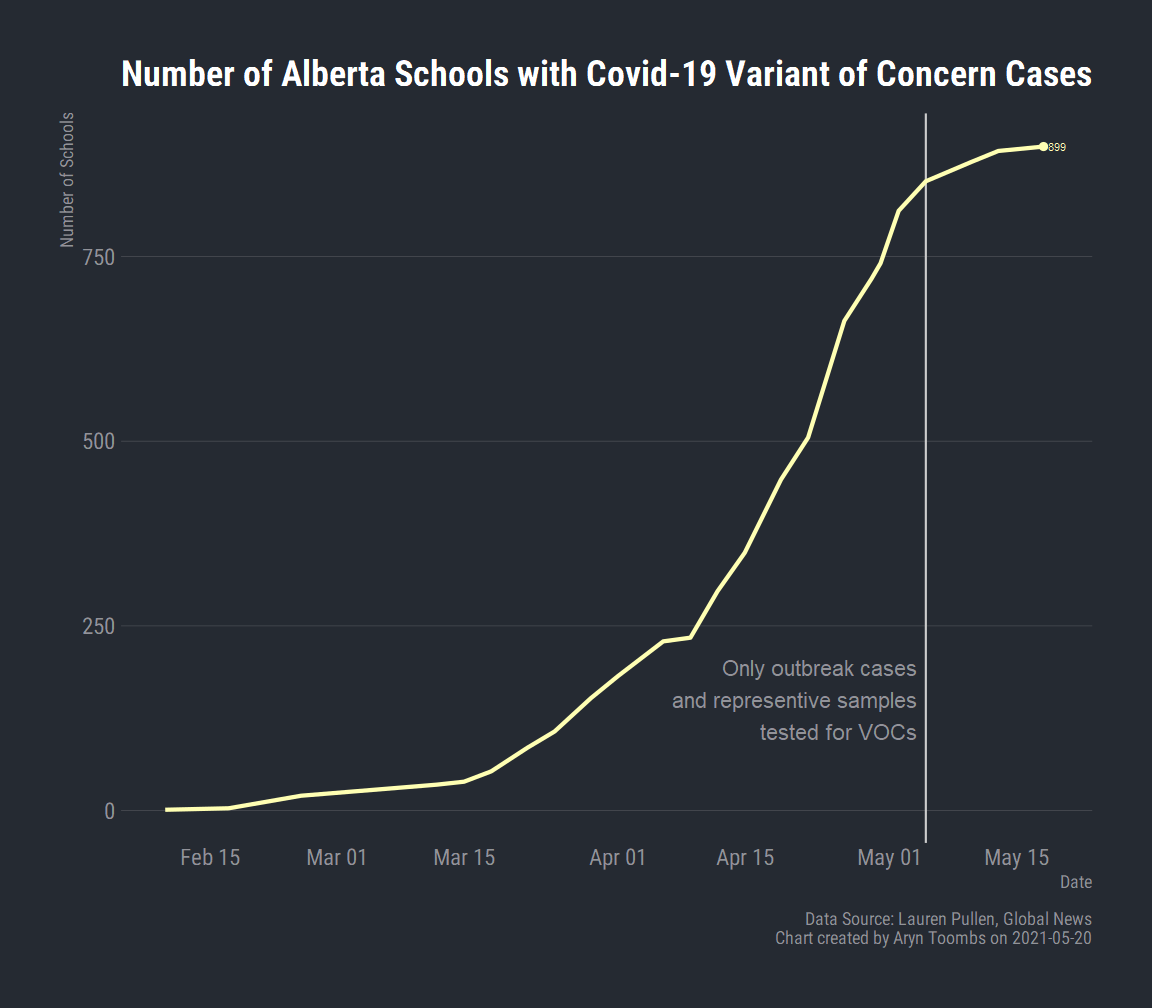 Number of Alberta Schools with Covid-19 Variant of Concern Cases
Number of Schools
899
750
500
250
0
Only outbreak cases
and representive samples
tested for VOCs
Feb 15 Mar 01 Mar 15 Apr 01 Apr 15 May 01 May 15
Date
Data Source: Lauren Pullen, Global News
Chart created by Aryn Toombs on 2021-05-20